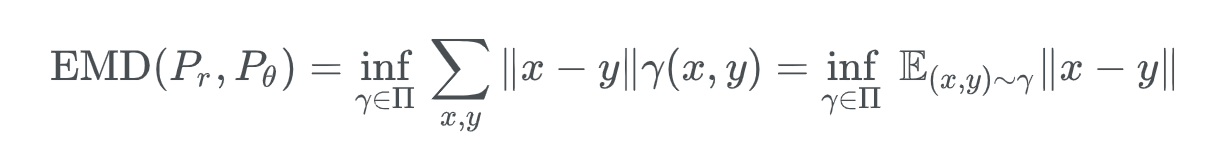 EMD(P_r, P_θ) = inf_{γ∈Π} ∑_{x,y} ‖x − y‖γ(x, y) = inf_{γ∈Π} 𝔼_{(x,y)∼γ}‖x − y‖